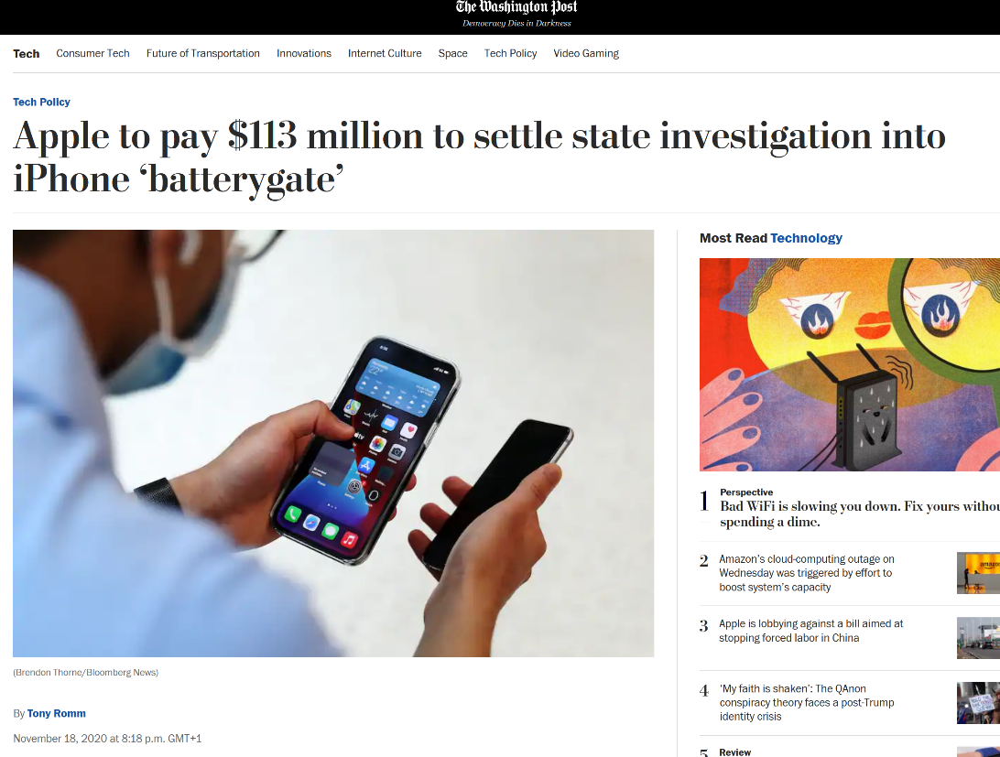 The Washington Post
Democracy Dies in Darkness
Tech Consumer Tech Future of Transportation Innovations Internet Culture Space Tech Policy Video Gaming
Tech Policy
Apple to pay $113 million to settle state investigation into
iPhone ‘batterygate’
(Brendon Thorne/Bloomberg News)
By Tony Romm
November 18, 2020 at 8:18 p.m. GMT+1
Most Read Technology
1 Perspective
Bad WiFi is slowing you down. Fix yours
spending a dime.
2 Amazon’s cloud-computing outage on
Wednesday was triggered by effort to
boost system’s capacity
3 Apple is lobbying against a bill aimed at
stopping forced labor in China
4 ‘My faith is shaken’: The QAnon
conspiracy theory faces a post-Trump
identity crisis
5 Review